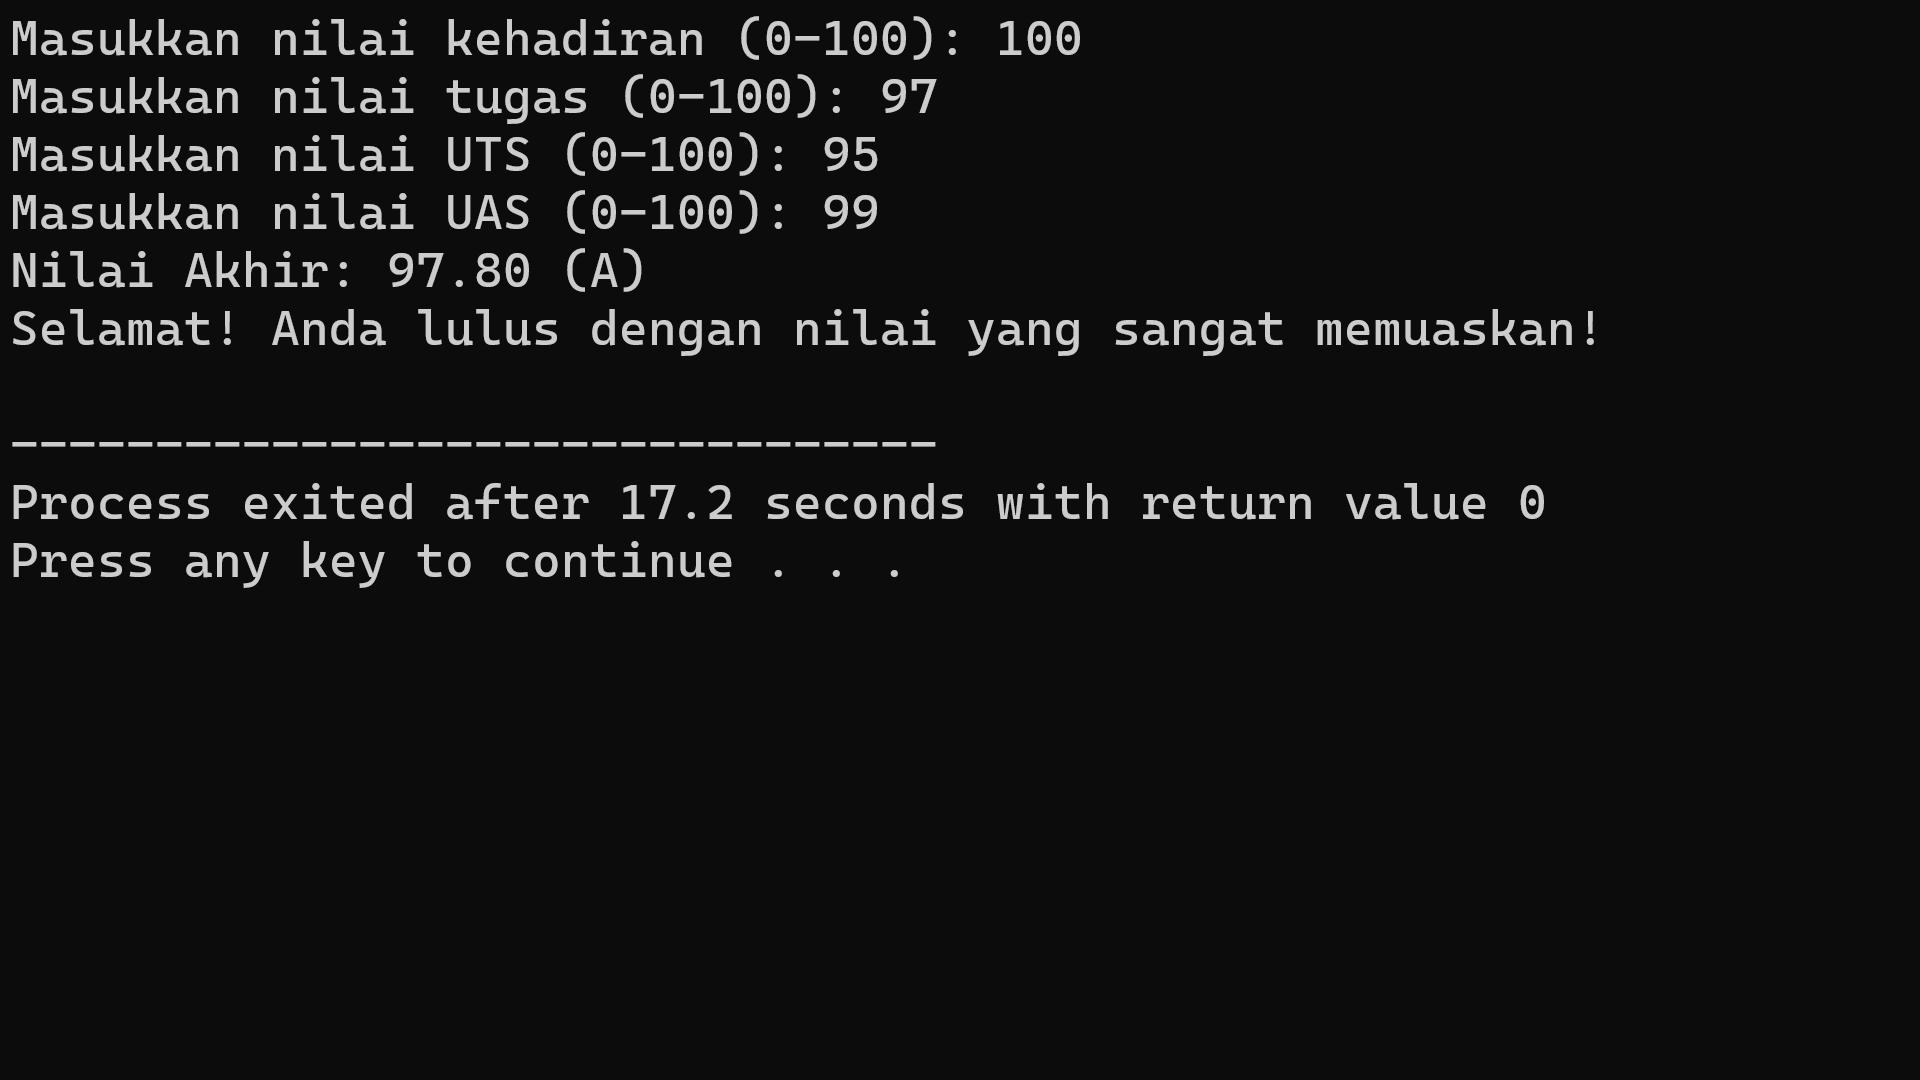 Masukkan nilai kehadiran (0-100): 100
Masukkan nilai tugas (0-100): 97
Masukkan nilai UTS (0-100): 95
Masukkan nilai UAS (0-100): 99
Nilai Akhir: 97.80 (A)
Selamat! Anda lulus dengan nilai yang sangat memuaskan!
--------------------------------
Process exited after 17.2 seconds with return value 0
Press any key to continue . . .